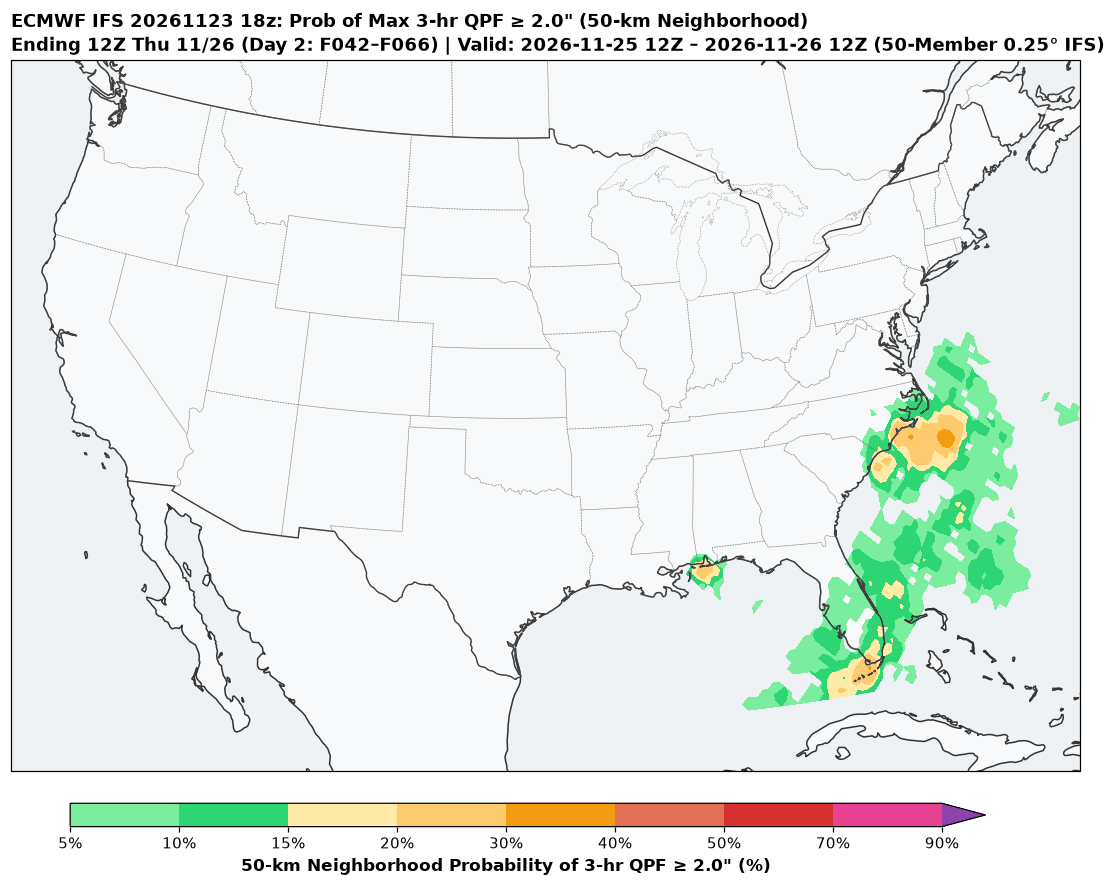 ECMWF IFS 20261123 18z: Prob of Max 3-hr QPF ≥ 2.0" (50-km Neighborhood)
Ending 12Z Thu 11/26 (Day 2: F042–F066) | Valid: 2026-11-25 12Z – 2026-11-26 12Z (50-Member 0.25° IFS)
5% 10% 15% 20% 30% 40% 50% 70% 90%
50-km Neighborhood Probability of 3-hr QPF ≥ 2.0" (%)